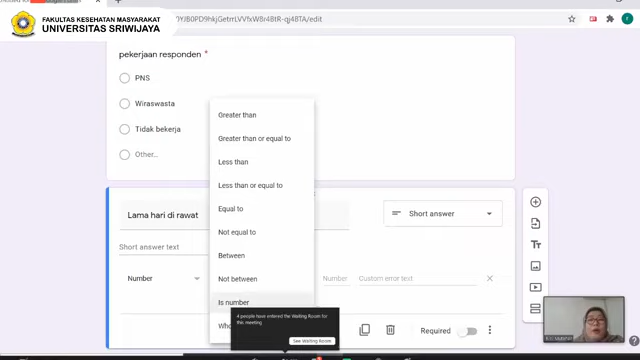 FAKULTAS KESEHATAN MASYARAKAT
UNIVERSITAS SRIWIJAYA
pekerjaan responden *
PNS
Wiraswasta
Tidak bekerja
Other...
Greater than
Greater than or equal to
Less than
Less than or equal to
Equal to
Not equal to
Between
Not between
Is number
Lama hari di rawat
Short answer
Short answer text
Number
Number
Custom error text
4 people have entered the Waiting Room for
this meeting
See Waiting Room
Required